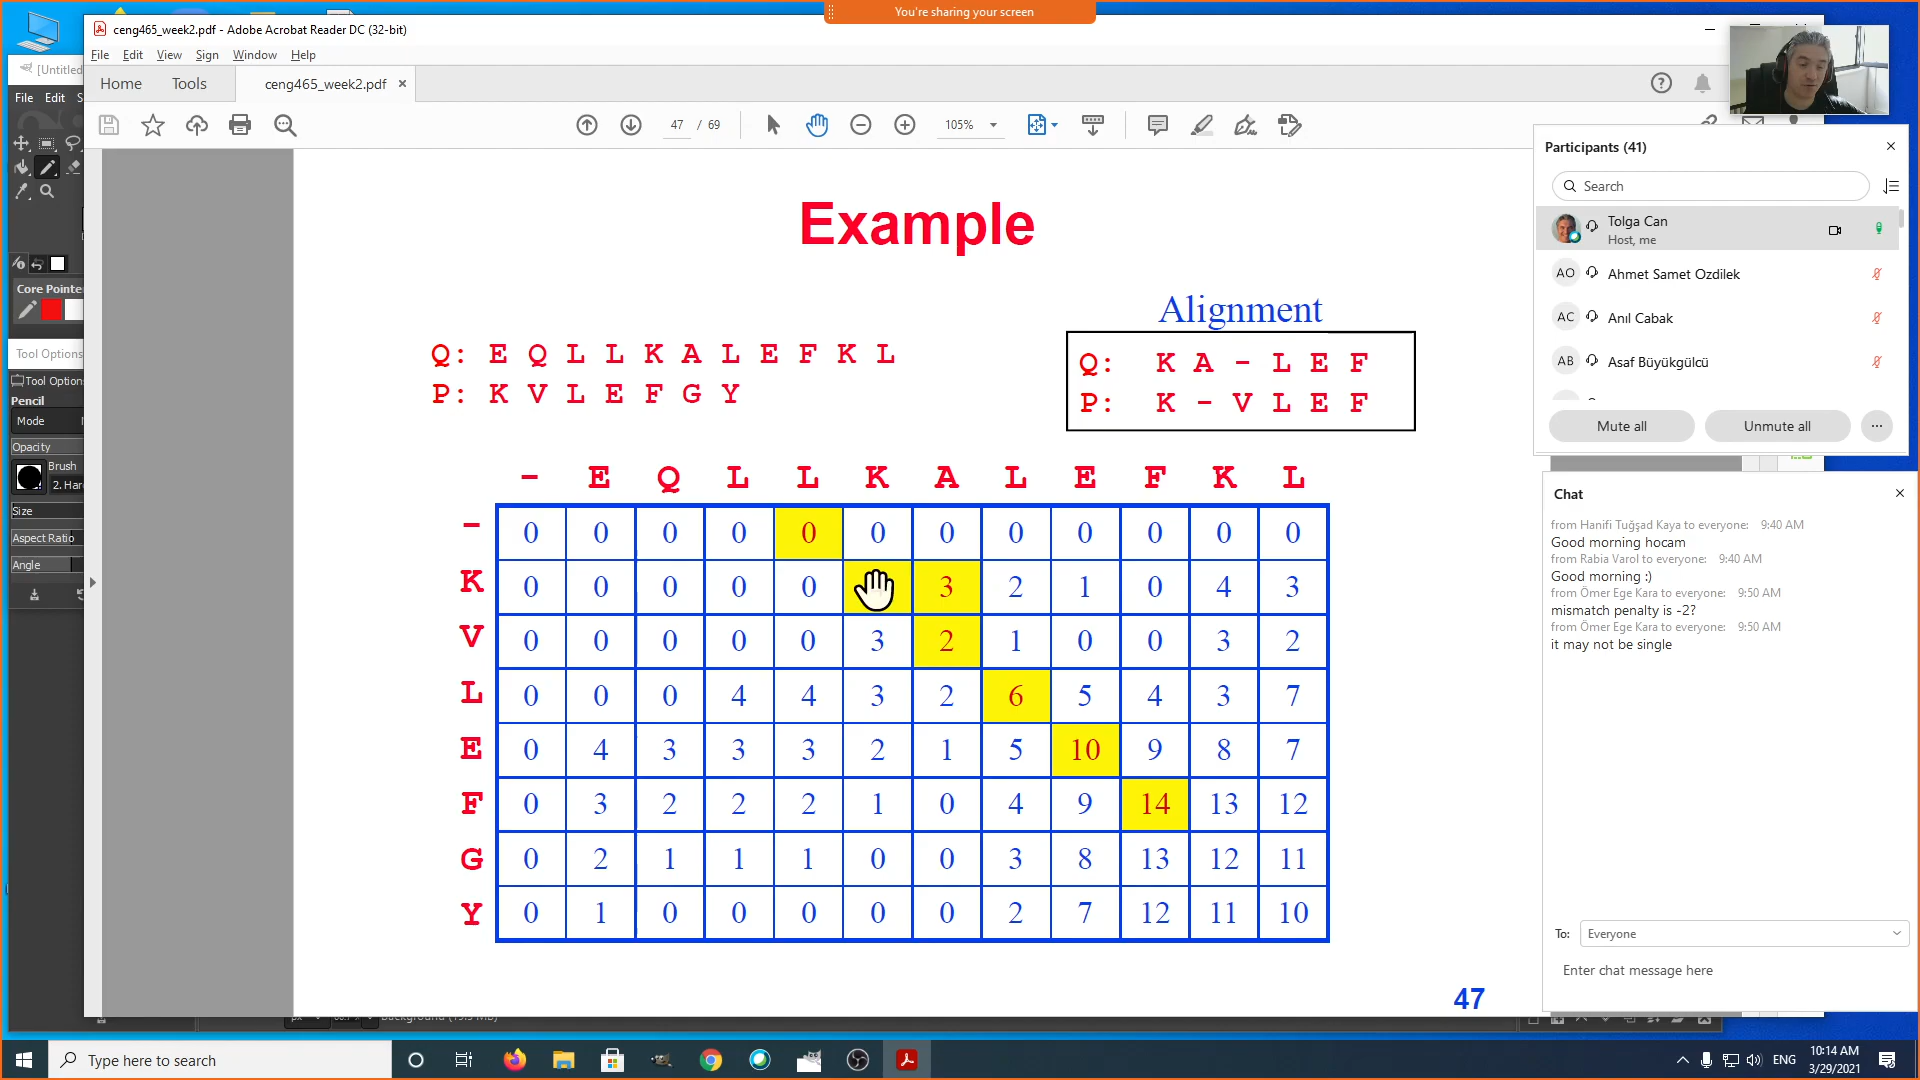 You're sharing your screen
ceng465_week2.pdf - Adobe Acrobat Reader DC (32-bit)
File Edit View Sign Window Help
[Untitled
Home Tools ceng465_week2.pdf ×
File Edit S
47 / 69 105%
Example
Alignment
Q: E Q L L K A L E F K L
P: K V L E F G Y
Q: K A - L E F
P: K - V L E F
- E Q L L K A L E F K L
- 0 0 0 0 0 0 0 0 0 0 0 0
K 0 0 0 0 0 3 2 1 0 4 3
V 0 0 0 0 0 3 2 1 0 0 3 2
L 0 0 0 4 4 3 2 6 5 4 3 7
E 0 4 3 3 3 2 1 5 10 9 8 7
F 0 3 2 2 2 1 0 4 9 14 13 12
G 0 2 1 1 1 0 0 3 8 13 12 11
Y 0 1 0 0 0 0 0 2 7 12 11 10
47
Core Pointe
Tool Options
Tool Options
Pencil
Mode
Opacity
Brush
2. Har
Size
Aspect Ratio
Angle
Participants (41)
Search
Tolga Can
Host, me
AO Ahmet Samet Ozdilek
AC Anıl Cabak
AB Asaf Büyükgülcü
Mute all Unmute all ...
Chat
from Hanifi Tuğşad Kaya to everyone: 9:40 AM
Good morning hocam
from Rabia Varol to everyone: 9:40 AM
Good morning :)
from Ömer Ege Kara to everyone: 9:50 AM
mismatch penalty is -2?
from Ömer Ege Kara to everyone: 9:50 AM
it may not be single
To: Everyone
Enter chat message here
Type here to search
ENG
10:14 AM
3/29/2021